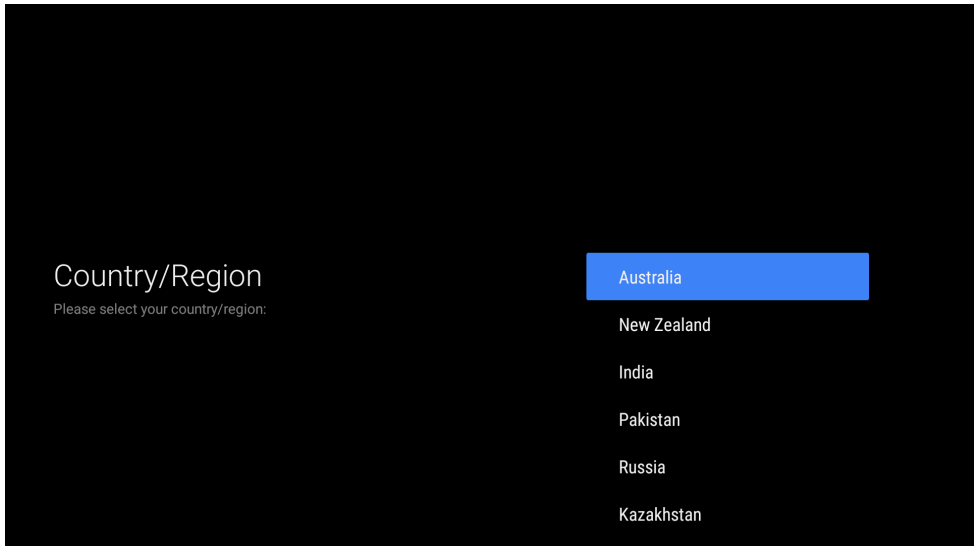 Country/Region
Please select your country/region:
Australia
New Zealand
India
Pakistan
Russia
Kazakhstan